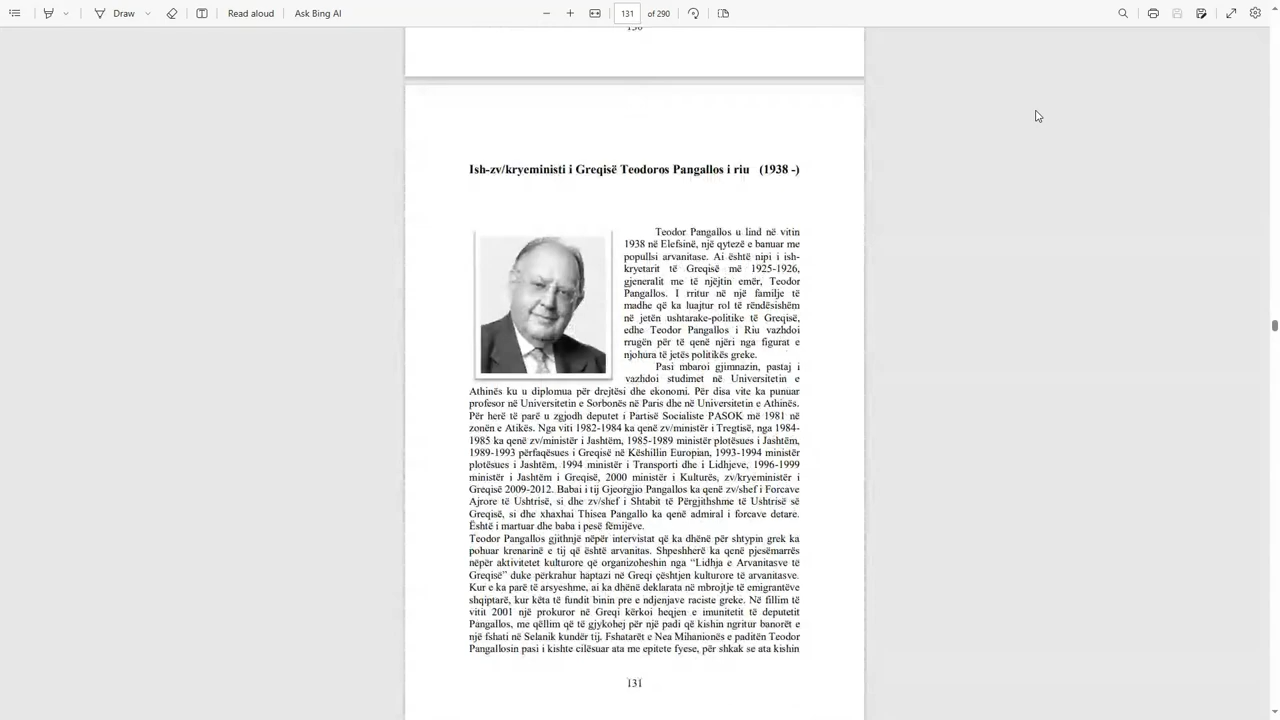 Draw
Read aloud
Ask Bing AI
131
of 290
Ish-zv/kryeministi i Greqisë Teodoros Pangallos i riu (1938 -)
Teodor Pangallos u lind në vitin
1938 në Elefsinë, një qytezë e banuar me
popullsi arvanitase. Ai është nipi i ish-
kryetarit të Greqisë më 1925-1926,
gjeneralit me të njëjtin emër, Teodor
Pangallos. I rritur në një familje të
madhe që ka luajtur rol të rëndësishëm
në jetën ushtarake-politike të Greqisë,
edhe Teodor Pangallos i Riu vazhdoi
rrugën për të qenë njëri nga figurat e
njohura të jetës politikës greke.
Pasi mbaroi gjimnazin, pastaj i
vazhdoi studimet në Universitetin e
Athinës ku u diplomua për drejtësi dhe ekonomi. Për disa vite ka punuar
profesor në Universitetin e Sorbonës në Paris dhe në Universitetin e Athinës.
Për herë të parë u zgjodh deputet i Partisë Socialiste PASOK më 1981 në
zonën e Atikës. Nga viti 1982-1984 ka qenë zv/ministër i Tregtisë, nga 1984-
1985 ka qenë zv/ministër i Jashtëm, 1985-1989 ministër plotësues i Jashtëm,
1989-1993 përfaqësues i Greqisë në Këshillin Europian, 1993-1994 ministër
plotësues i Jashtëm, 1994 ministër i Transporti dhe i Lidhjeve, 1996-1999
ministër i Jashtëm i Greqisë, 2000 ministër i Kulturës, zv/kryeministër i
Greqisë 2009-2012. Babai i tij Gjeorgjio Pangallos ka qenë zv/shef i Forcave
Ajrore të Ushtrisë, si dhe zv/shef i Shtabit të Përgjithshme të Ushtrisë së
Greqisë, si dhe xhaxhai Thisea Pangallo ka qenë admiral i forcave detare.
Është i martuar dhe baba i pesë fëmijëve.
Teodor Pangallos gjithnjë nëpër intervistat që ka dhënë për shtypin grek ka
pohuar krenarinë e tij që është arvanitas. Shpeshherë ka qenë pjesëmarrës
nëpër aktivitetet kulturore që organizoheshin nga “Lidhja e Arvanitasve të
Greqisë” duke përkrahur haptazi në Greqi çështjen kulturore të arvanitasve.
Kur e ka parë të arsyeshme, ai ka dhënë deklarata në mbrojtje të emigrantëve
shqiptarë, kur këta të fundit binin pre e ndjenjave raciste greke. Në fillim të
vitit 2001 një prokuror në Greqi kërkoi heqjen e imunitetit të deputetit
Pangallos, me qëllim që të gjykohej për një padi që kishin ngritur banorët e
një fshati në Selanik kundër tij. Fshatarët e Nea Mihanionës e paditën Teodor
Pangallosin pasi i kishte cilësuar ata me epitete fyese, për shkak se ata kishin
131